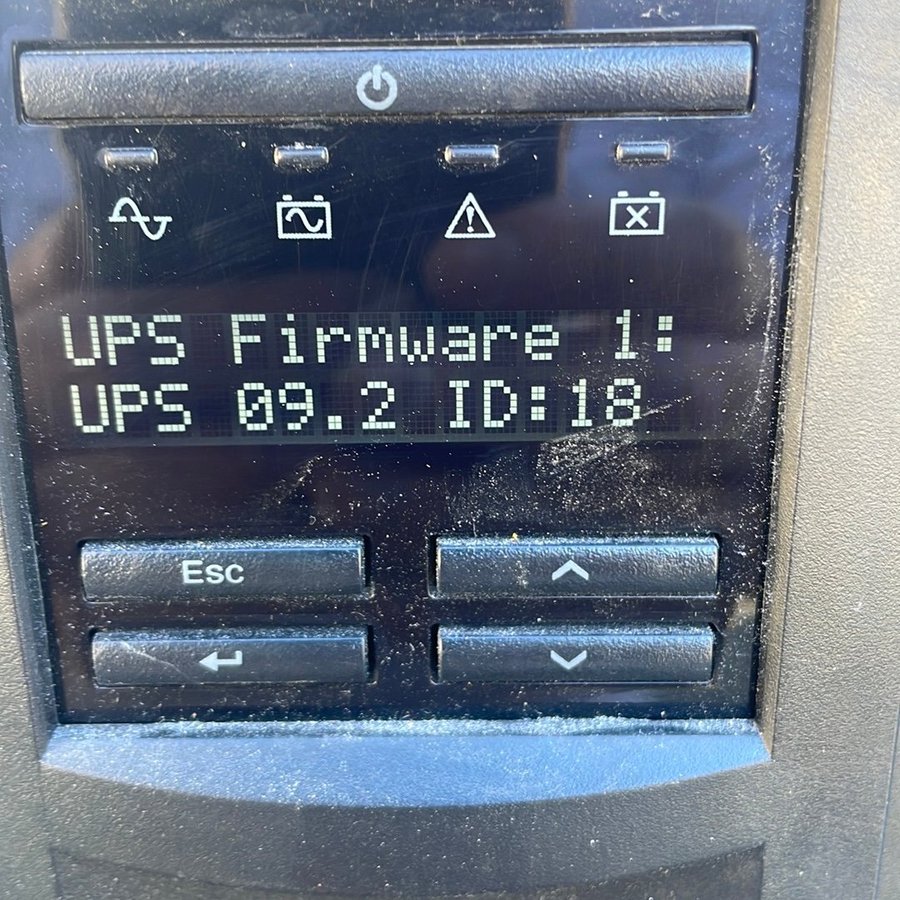 UPS Firmware 1:
UPS 09.2 ID:18
Esc